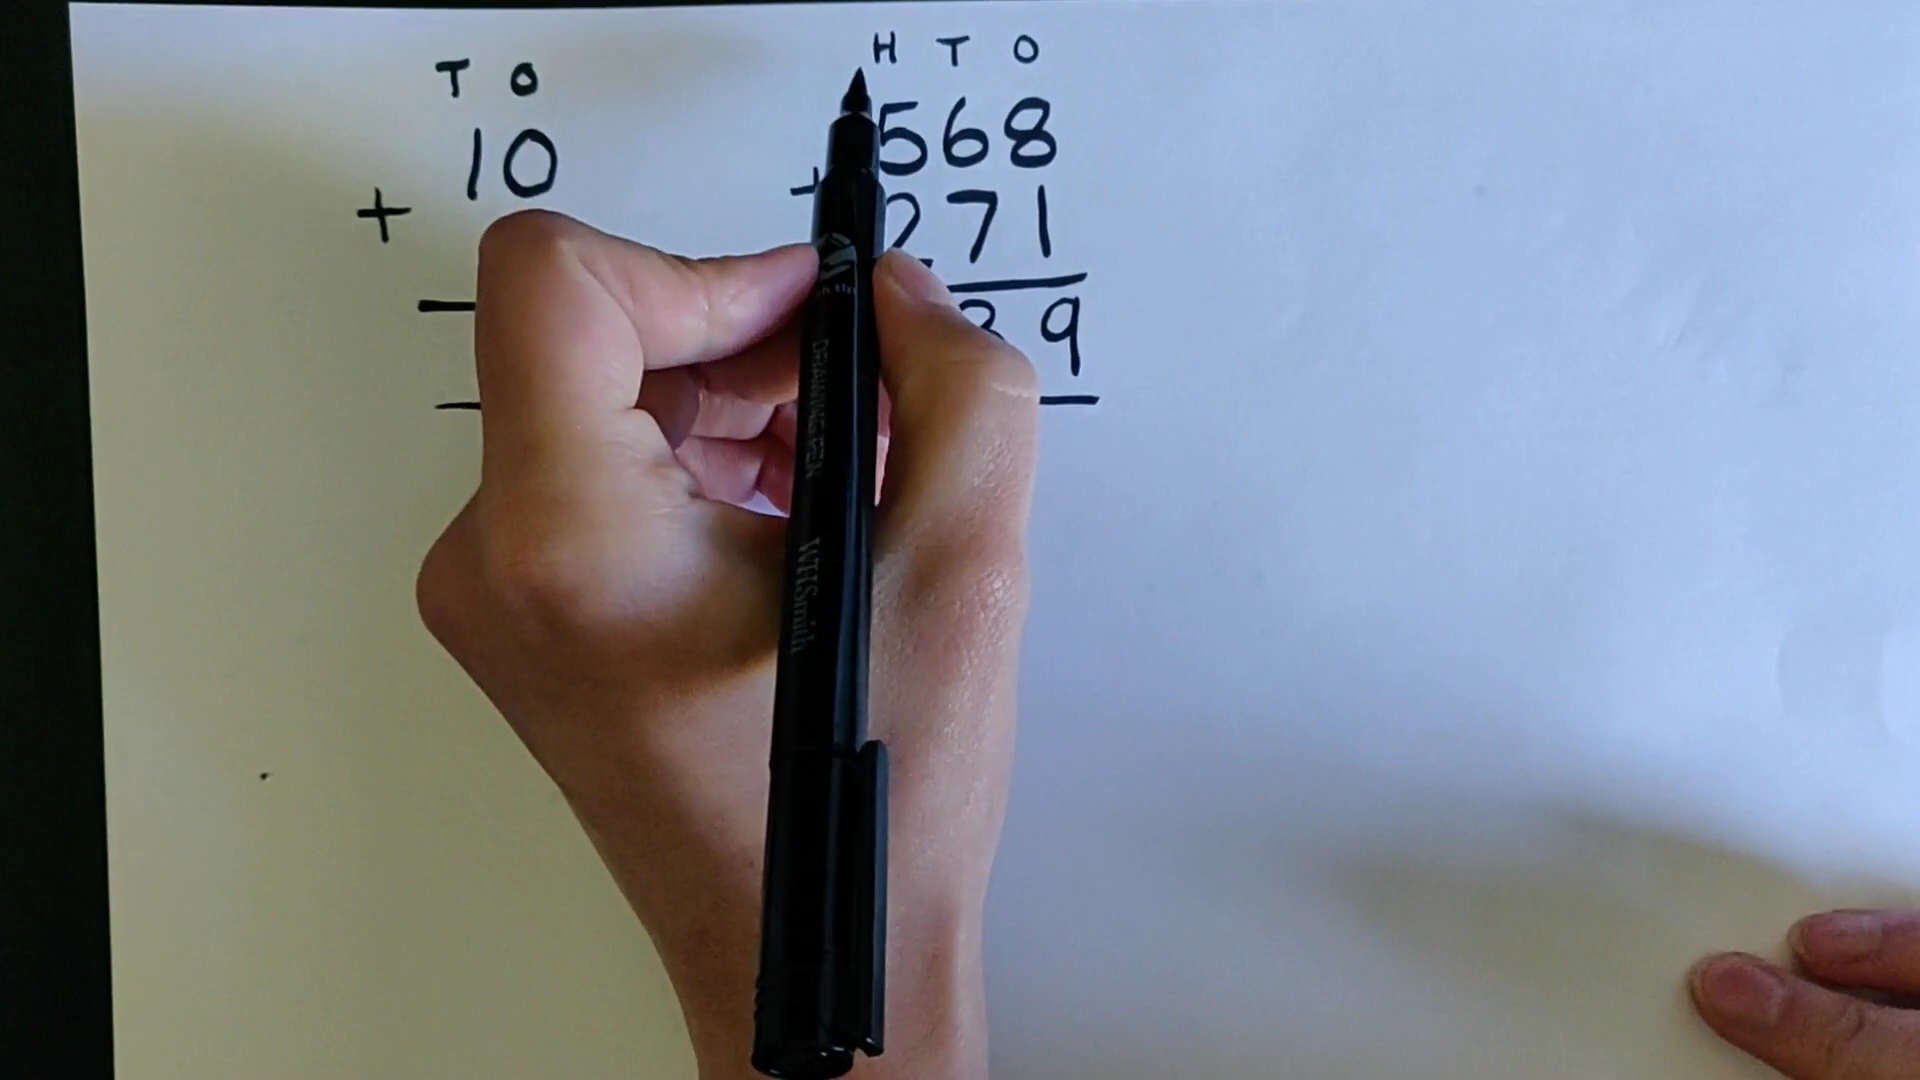 T O
10
+
H T O
568
+ 271
39
DRAWING PEN
WHSmith